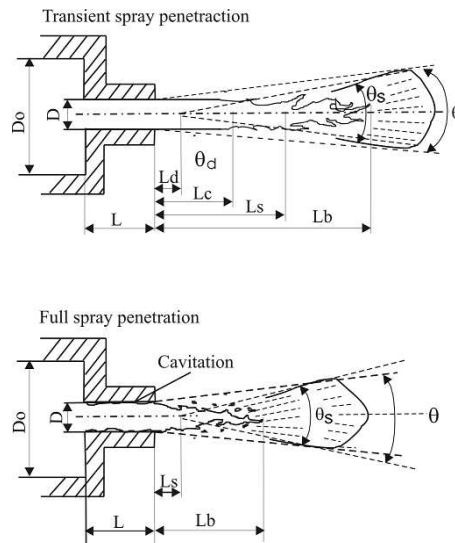 Transient spray penetraction
Do
D
θs
θ
θd
Ld
Lc
Ls
L
Lb
Full spray penetration
Cavitation
Do
D
θs
θ
Ls
L
Lb